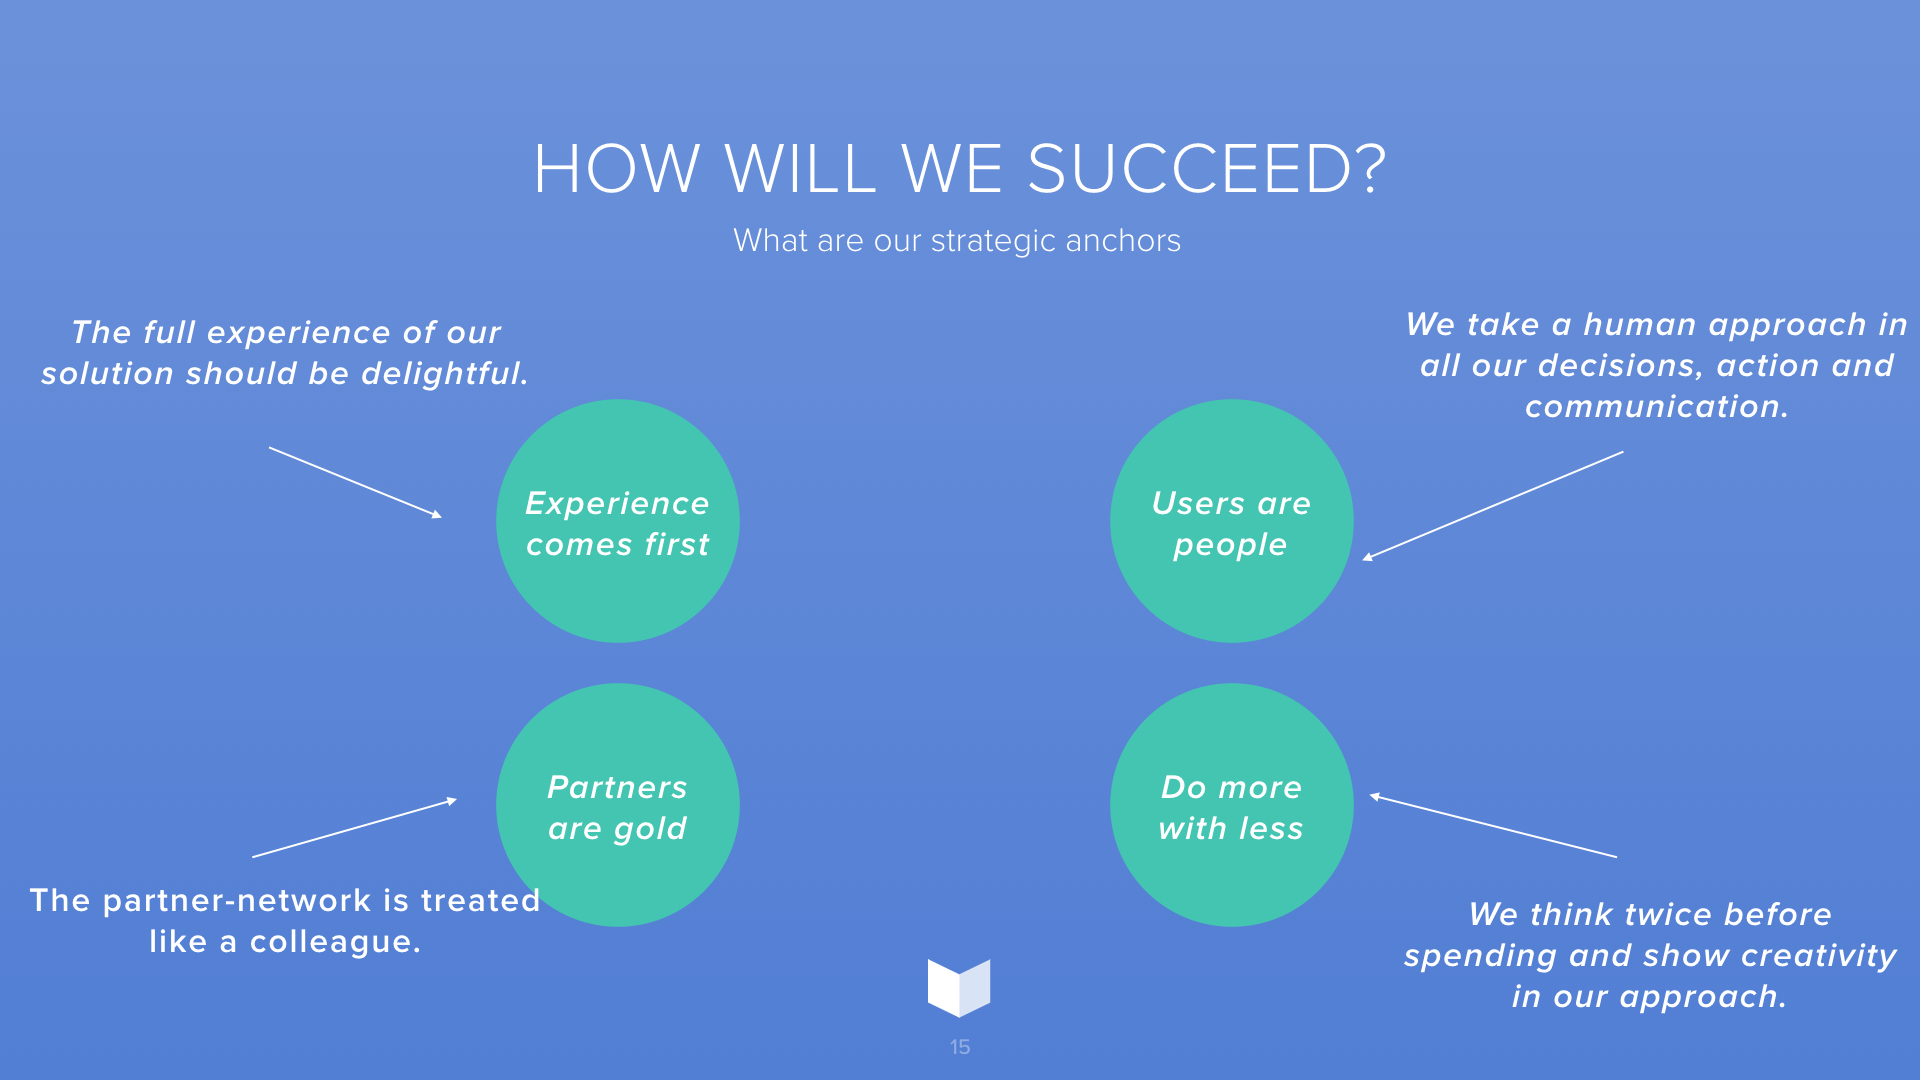 HOW WILL WE SUCCEED?
What are our strategic anchors
The full experience of our
solution should be delightful.
We take a human approach in
all our decisions, action and
communication.
Experience
comes first
Users are
people
Partners
are gold
Do more
with less
The partner-network is treated
like a colleague.
We think twice before
spending and show creativity
in our approach.
15